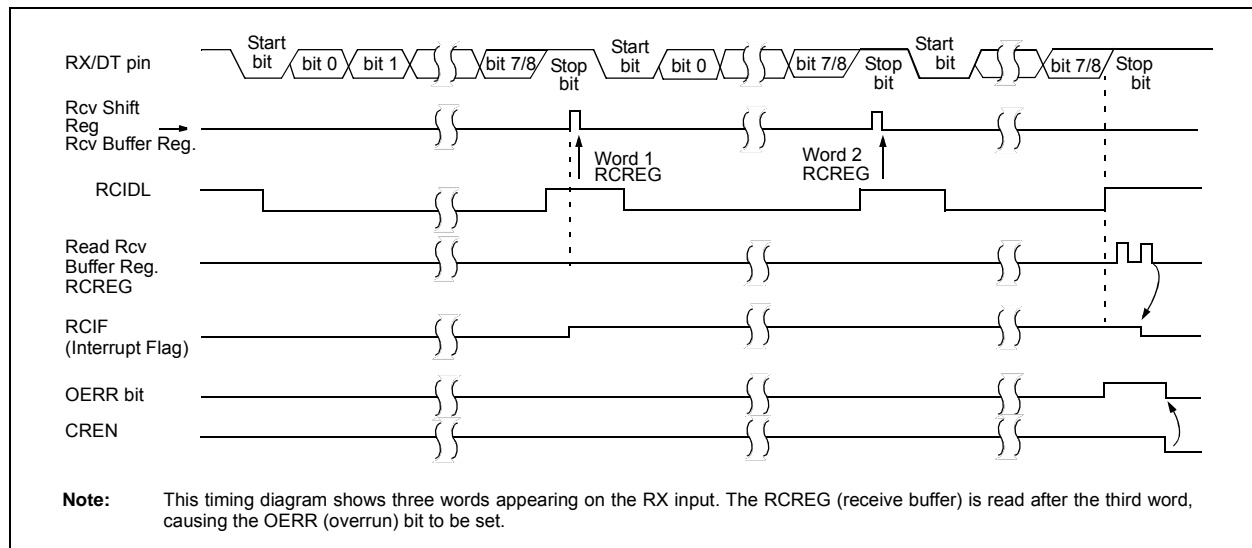 Start bit
bit 0
bit 1
bit 7/8
Stop bit
Start bit
bit 0
bit 7/8
Stop bit
Start bit
bit 7/8
Stop bit
RX/DT pin
Rcv Shift
Reg
Rcv Buffer Reg.
Word 1
RCREG
Word 2
RCREG
RCIDL
Read Rcv
Buffer Reg.
RCREG
RCIF
(Interrupt Flag)
OERR bit
CREN
Note: This timing diagram shows three words appearing on the RX input. The RCREG (receive buffer) is read after the third word,
causing the OERR (overrun) bit to be set.